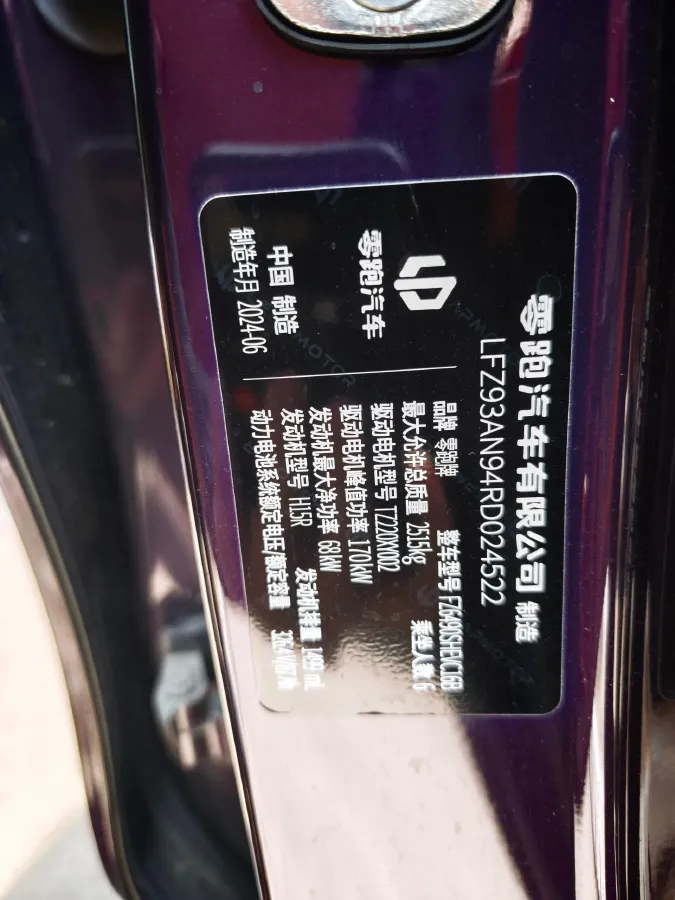 零跑汽车有限公司 制造
LFZ93AN94RD024522
零跑汽车
中国 制造
制造年月 2024-06
品牌 零跑牌 整车型号 FZ6490SHEVC16B
最大允许总质量 2515kg 乘坐人数 6
驱动电机型号 TZ220XY002
驱动电机峰值功率 170kW
发动机最大净功率 68kW 发动机排量 1499 mL
发动机型号 H15R
动力电池系统额定电压/额定容量